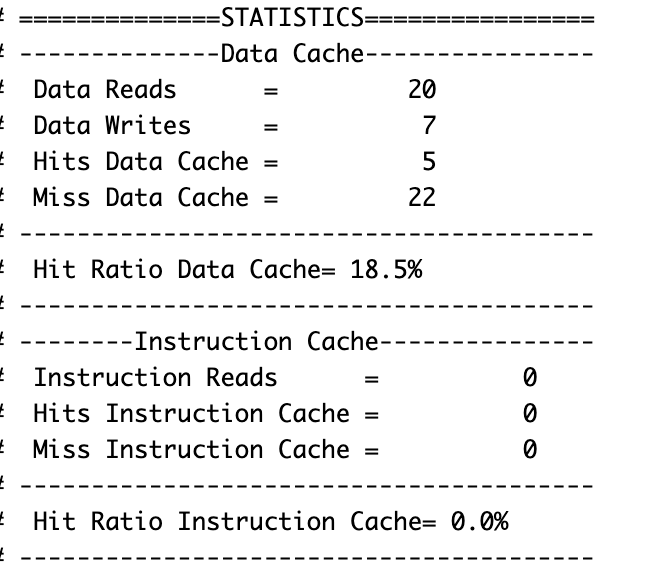 # ==============STATISTICS================
# --------------Data Cache----------------
#  Data Reads      =         20
#  Data Writes     =          7
#  Hits Data Cache =          5
#  Miss Data Cache =         22
# ----------------------------------------
#  Hit Ratio Data Cache= 18.5%
# ----------------------------------------
# --------Instruction Cache---------------
#  Instruction Reads      =          0
#  Hits Instruction Cache =          0
#  Miss Instruction Cache =          0
# ----------------------------------------
#  Hit Ratio Instruction Cache= 0.0%
# ----------------------------------------